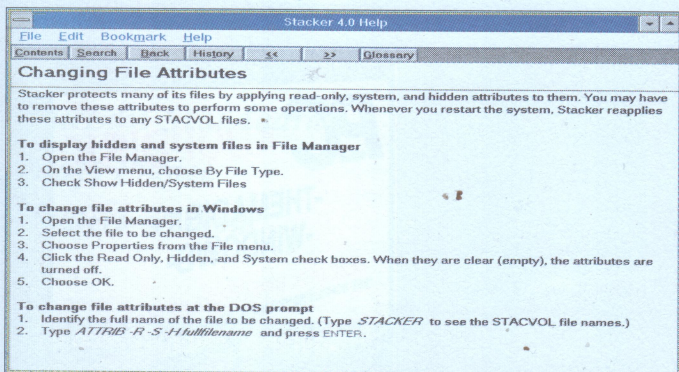 Stacker 4.0 Help
File Edit Bookmark Help
Contents Search Back History << >> Glossary
Changing File Attributes
Stacker protects many of its files by applying read-only, system, and hidden attributes to them. You may have
to remove these attributes to perform some operations. Whenever you restart the system, Stacker reapplies
these attributes to any STACVOL files.
To display hidden and system files in File Manager
1. Open the File Manager.
2. On the View menu, choose By File Type.
3. Check Show Hidden/System Files
To change file attributes in Windows
1. Open the File Manager.
2. Select the file to be changed.
3. Choose Properties from the File menu.
4. Click the Read Only, Hidden, and System check boxes. When they are clear (empty), the attributes are
turned off.
5. Choose OK.
To change file attributes at the DOS prompt
1. Identify the full name of the file to be changed. (Type STACKER to see the STACVOL file names.)
2. Type ATTRIB -R -S -H fullfilename and press ENTER.